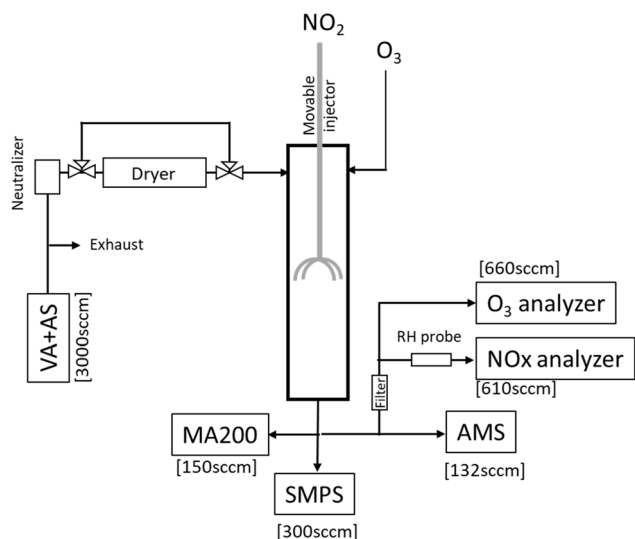 NO₂
O₃
Movable
injector
Neutralizer
Dryer
Exhaust
VA+AS
[3000sccm]
[660sccm]
O₃ analyzer
RH probe
NOx analyzer
[610sccm]
Filter
MA200
[150sccm]
AMS
[132sccm]
SMPS
[300sccm]